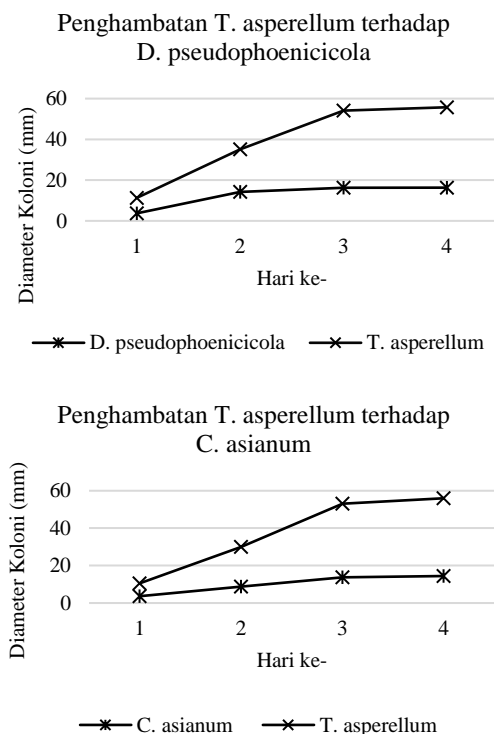 Penghambatan T. asperellum terhadap
D. pseudophoenicicola
Diameter Koloni (mm)
60
40
20
0
1 2 3 4
Hari ke-
D. pseudophoenicicola T. asperellum
Penghambatan T. asperellum terhadap
C. asianum
Diameter Koloni (mm)
60
40
20
0
1 2 3 4
Hari ke-
C. asianum T. asperellum